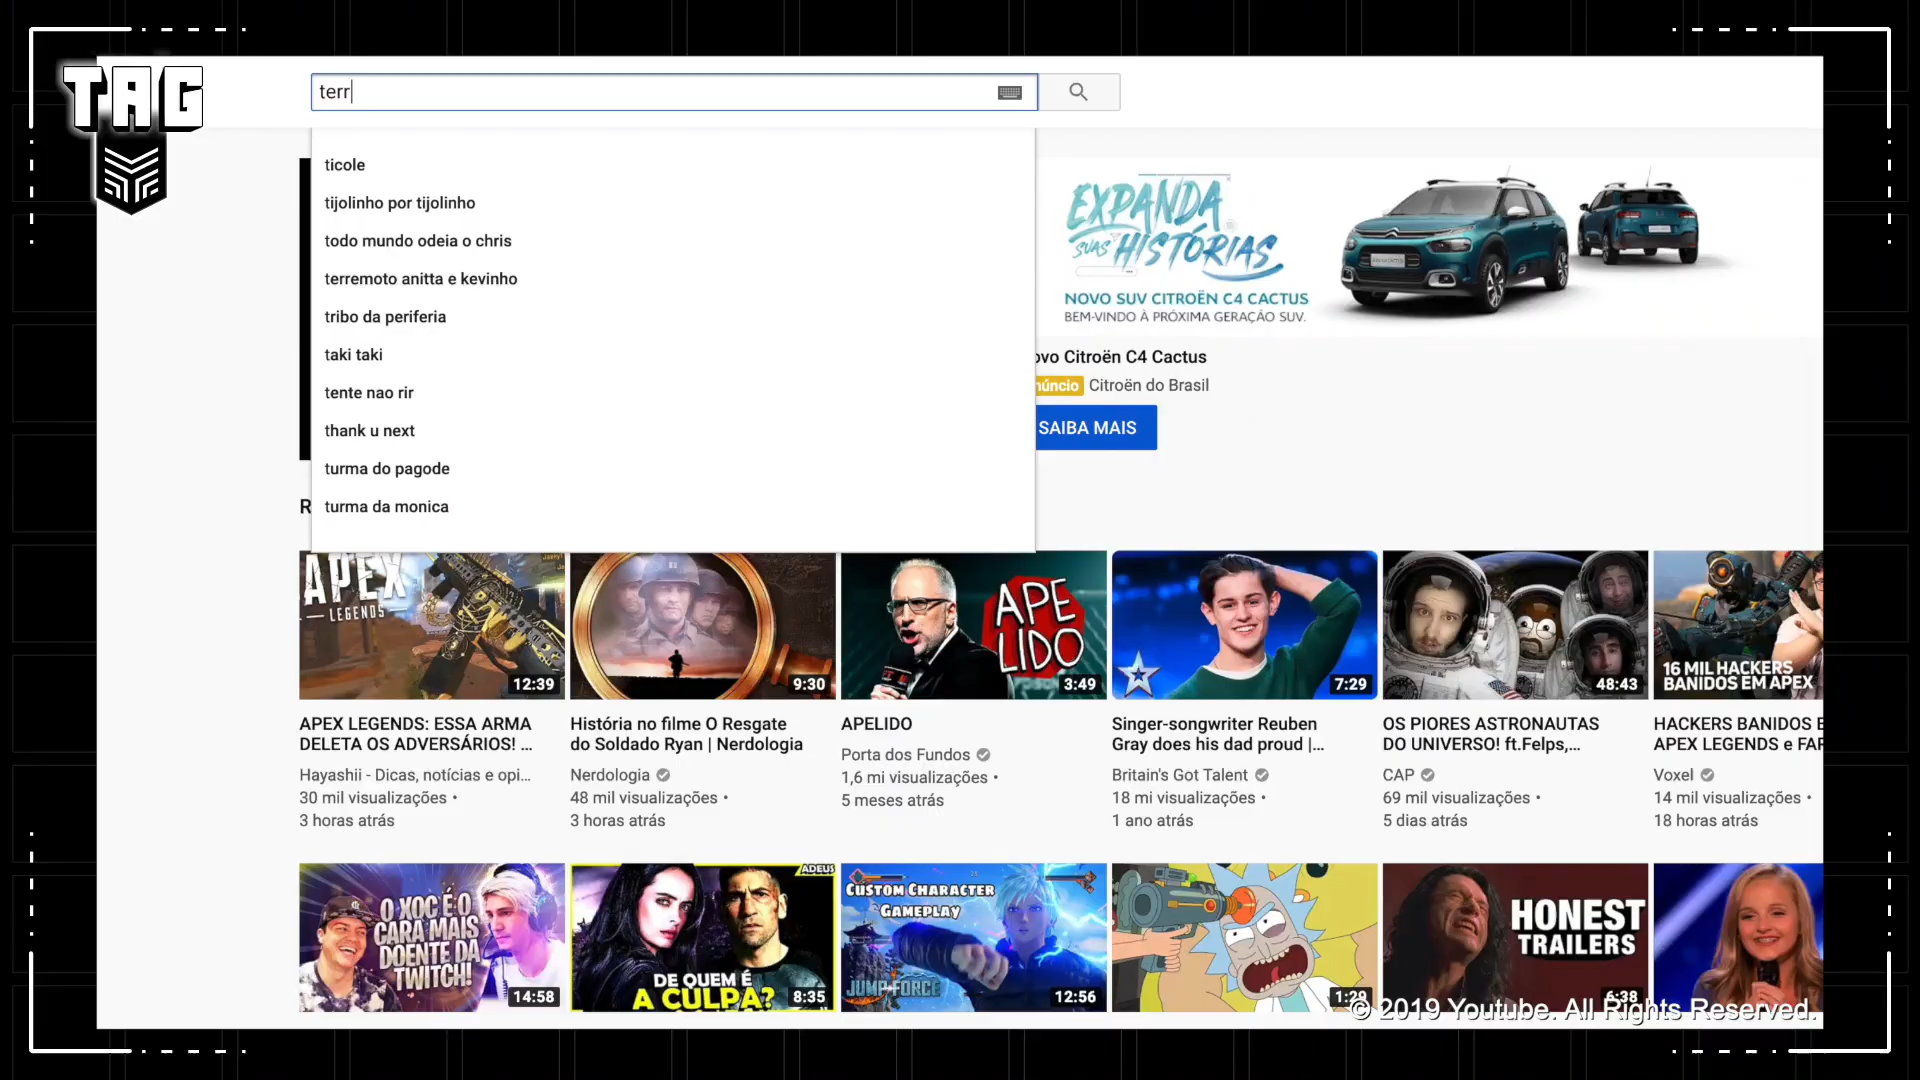 TAG
terr
ticole
tijolinho por tijolinho
todo mundo odeia o chris
terremoto anitta e kevinho
tribo da periferia
taki taki
tente nao rir
thank u next
turma do pagode
turma da monica
EXPANDA
SUAS HISTÓRIAS
NOVO SUV CITROËN C4 CACTUS
BEM-VINDO À PRÓXIMA GERAÇÃO SUV.
ovo Citroën C4 Cactus
núncio Citroën do Brasil
SAIBA MAIS
R
APEX
LEGENDS
12:39
9:30
APE
LIDO
3:49
7:29
48:43
16 MIL HACKERS
BANIDOS EM APEX
APEX LEGENDS: ESSA ARMA
DELETA OS ADVERSÁRIOS! ...
Hayashii - Dicas, notícias e opi...
30 mil visualizações •
3 horas atrás
História no filme O Resgate
do Soldado Ryan | Nerdologia
Nerdologia
48 mil visualizações •
3 horas atrás
APELIDO
Porta dos Fundos
1,6 mi visualizações •
5 meses atrás
Singer-songwriter Reuben
Gray does his dad proud |...
Britain's Got Talent
18 mi visualizações •
1 ano atrás
OS PIORES ASTRONAUTAS
DO UNIVERSO! ft.Felps,...
CAP
69 mil visualizações •
5 dias atrás
HACKERS BANIDOS E
APEX LEGENDS e FAR
Voxel
14 mil visualizações •
18 horas atrás
O XOC É O
CARA MAIS
DOENTE DA
TWITCH!
14:58
ADEUS
DE QUEM É
A CULPA?
8:35
CUSTOM CHARACTER
GAMEPLAY
JUMP FORCE
12:56
1:29
HONEST
TRAILERS
6:38
© 2019 Youtube. All Rights Reserved.